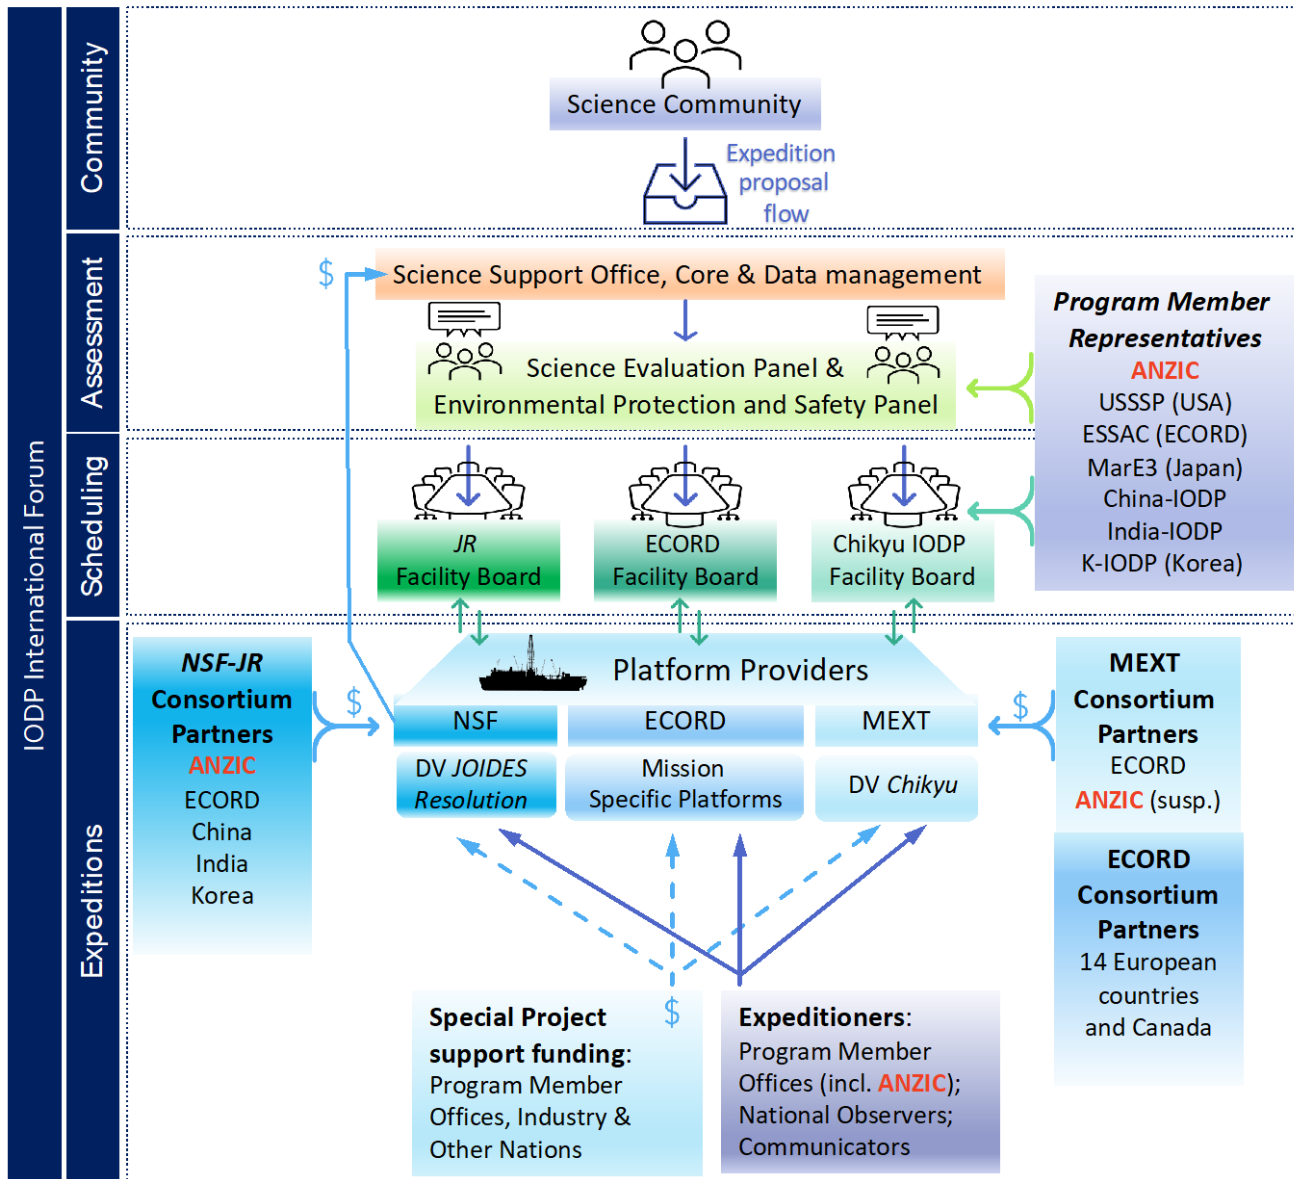 IODP International Forum
Community
Science Community
Expedition
proposal
flow
Assessment
$
Science Support Office, Core & Data management
Science Evaluation Panel &
Environmental Protection and Safety Panel
Program Member
Representatives
ANZIC
USSSP (USA)
ESSAC (ECORD)
MarE3 (Japan)
China-IODP
India-IODP
K-IODP (Korea)
Scheduling
JR
Facility Board
ECORD
Facility Board
Chikyu IODP
Facility Board
Expeditions
NSF-JR
Consortium
Partners
ANZIC
ECORD
China
India
Korea
$
Platform Providers
NSF
ECORD
MEXT
DV JOIDES
Resolution
Mission
Specific Platforms
DV Chikyu
$
MEXT
Consortium
Partners
ECORD
ANZIC (susp.)
ECORD
Consortium
Partners
14 European
countries
and Canada
$
Special Project
support funding:
Program Member
Offices, Industry &
Other Nations
Expeditioners:
Program Member
Offices (incl. ANZIC);
National Observers;
Communicators